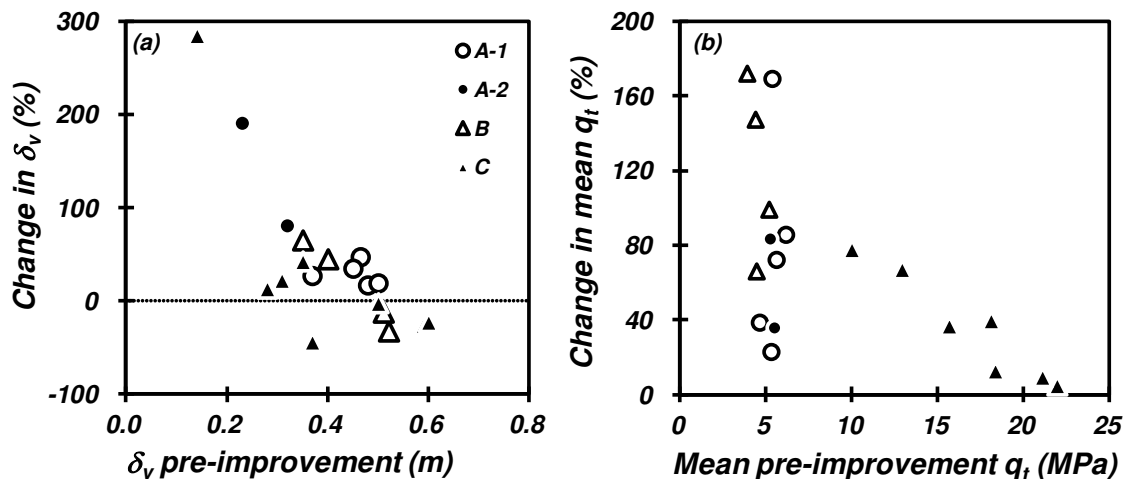 (a)
A-1
A-2
B
C
300
200
100
0
-100
0.0 0.2 0.4 0.6 0.8
Change in δv (%)
δv pre-improvement (m)
(b)
200
160
120
80
40
0
0 5 10 15 20 25
Change in mean qt (%)
Mean pre-improvement qt (MPa)